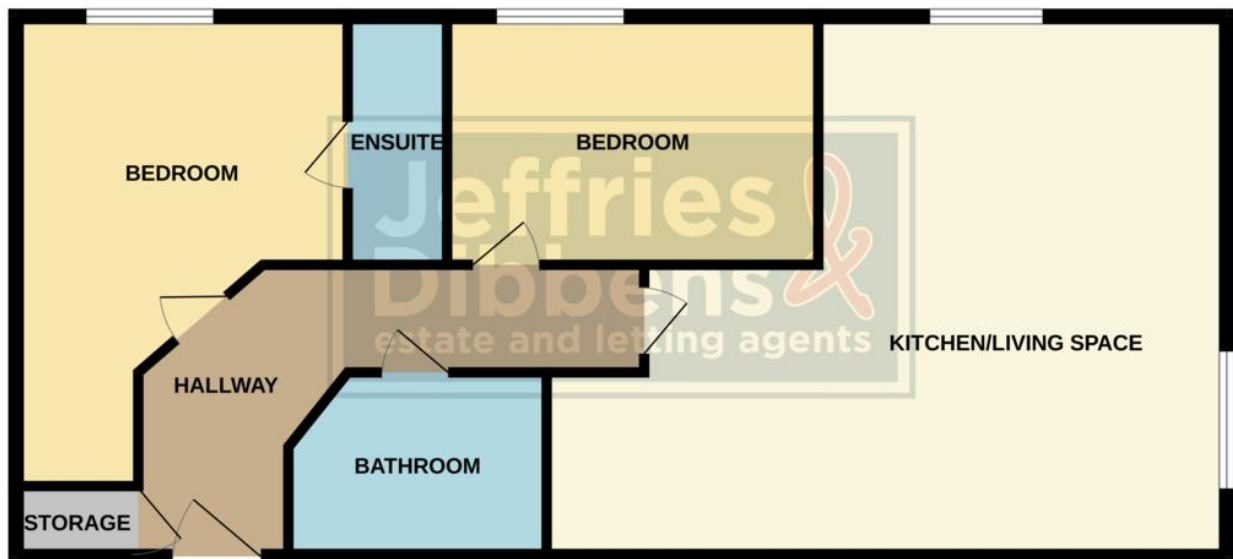 BEDROOM
ENSUITE
BEDROOM
Jeffries &
Dibbens
estate and letting agents
KITCHEN/LIVING SPACE
HALLWAY
BATHROOM
STORAGE